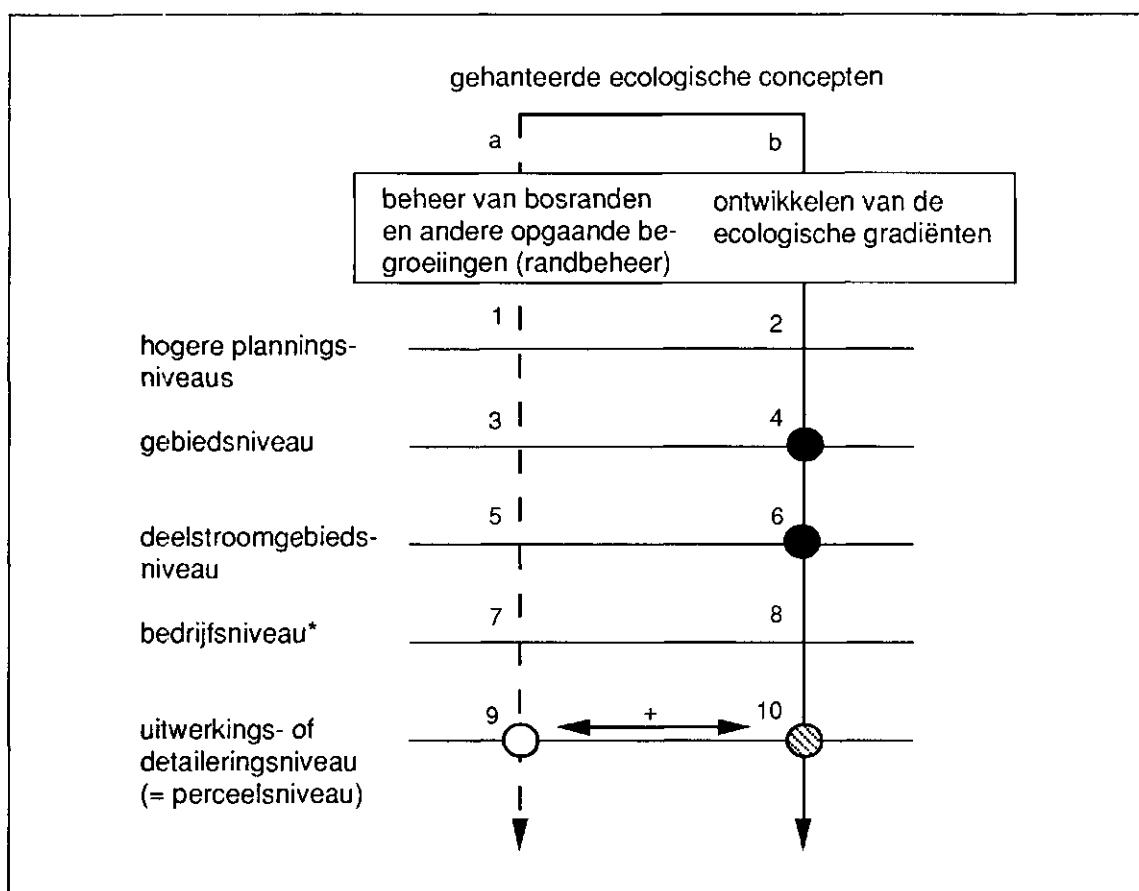 gehanteerde ecologische concepten
a
b
beheer van bosranden
en andere opgaande be-
groeiingen (randbeheer)
ontwikkelen van de
ecologische gradiënten
1
2
hogere plannings-
niveaus
3
4
gebiedsniveau
5
6
deelstroomgebieds-
niveau
7
8
bedrijfsniveau*
9
+
10
uitwerkings- of
detaileringsniveau
(= perceelsniveau)